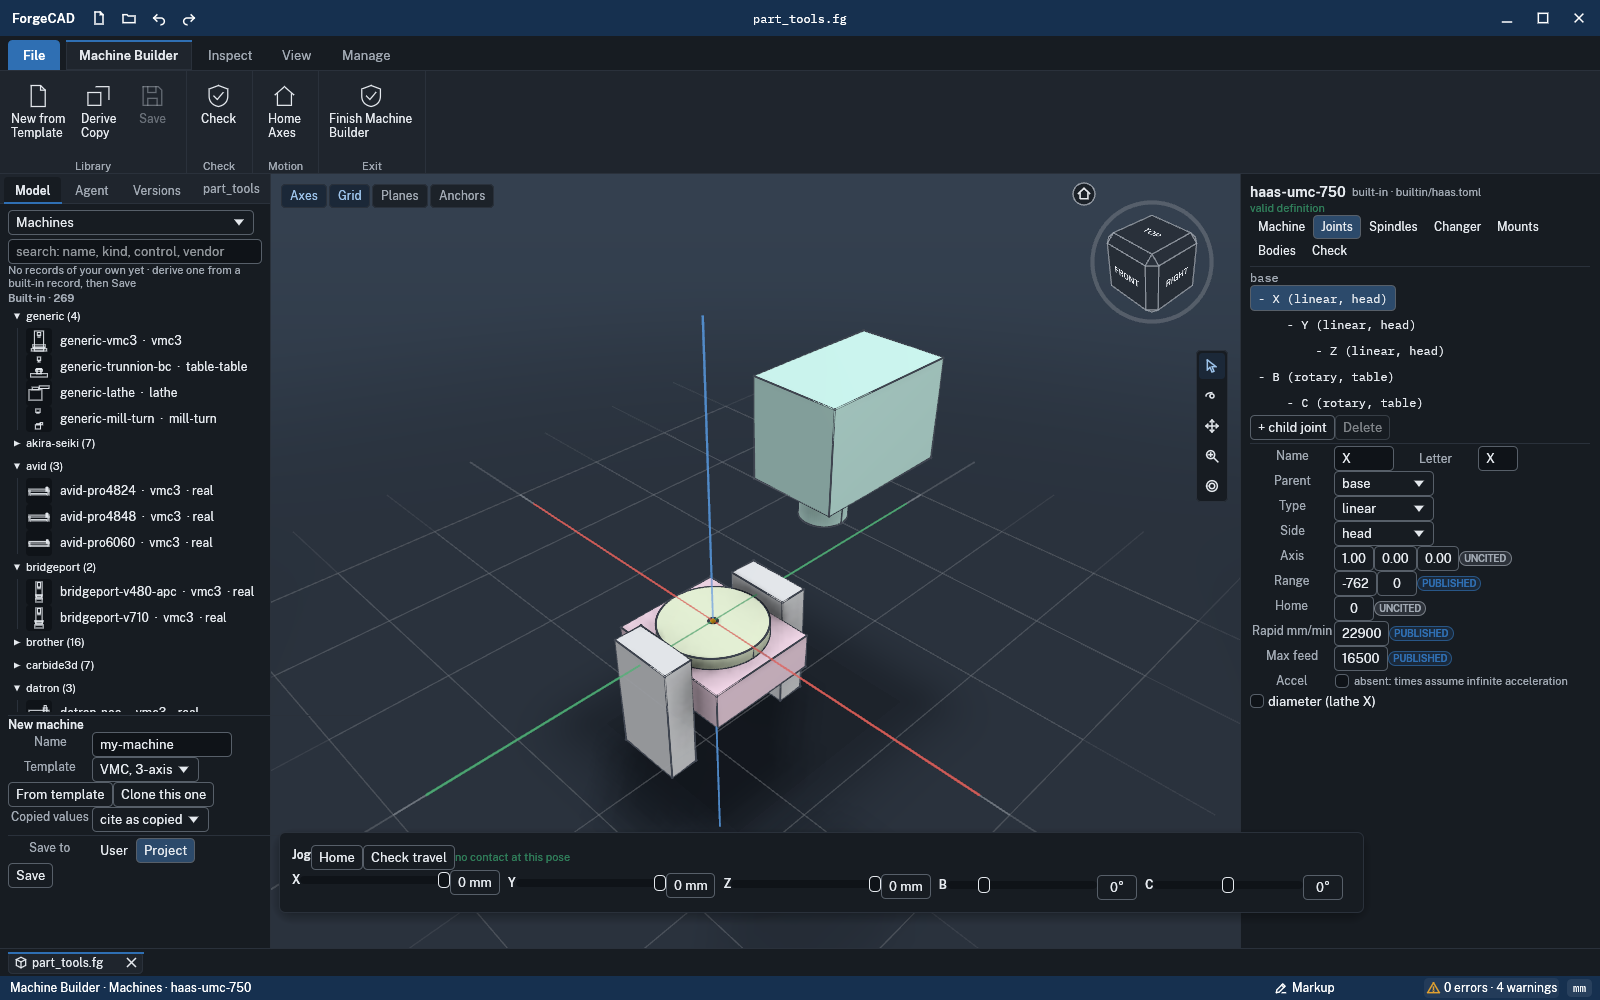 ForgeCAD
part_tools.fg
File
Machine Builder
Inspect
View
Manage
New from Template
Derive Copy
Save
Check
Home Axes
Finish Machine Builder
Library
Check
Motion
Exit
Model
Agent
Versions
part_tools
Machines
search: name, kind, control, vendor
No records of your own yet · derive one from a
built-in record, then Save
Built-in · 269
generic (4)
generic-vmc3 · vmc3
generic-trunnion-bc · table-table
generic-lathe · lathe
generic-mill-turn · mill-turn
akira-seiki (7)
avid (3)
avid-pro4824 · vmc3 · real
avid-pro4848 · vmc3 · real
avid-pro6060 · vmc3 · real
bridgeport (2)
bridgeport-v480-apc · vmc3 · real
bridgeport-v710 · vmc3 · real
brother (16)
carbide3d (7)
datron (3)
New machine
Name my-machine
Template VMC, 3-axis
From template Clone this one
Copied values cite as copied
Save to User Project
Save
Axes Grid Planes Anchors
TOP
FRONT
RIGHT
Jog Home Check travel no contact at this pose
X 0 mm Y 0 mm Z 0 mm B 0° C 0°
haas-umc-750 built-in · builtin/haas.toml
valid definition
Machine Joints Spindles Changer Mounts
Bodies Check
base
- X (linear, head)
- Y (linear, head)
- Z (linear, head)
- B (rotary, table)
- C (rotary, table)
+ child joint Delete
Name X Letter X
Parent base
Type linear
Side head
Axis 1.00 0.00 0.00 UNCITED
Range -762 0 PUBLISHED
Home 0 UNCITED
Rapid mm/min 22900 PUBLISHED
Max feed 16500 PUBLISHED
Accel absent: times assume infinite acceleration
diameter (lathe X)
part_tools.fg
Machine Builder · Machines · haas-umc-750
Markup
0 errors · 4 warnings
mm